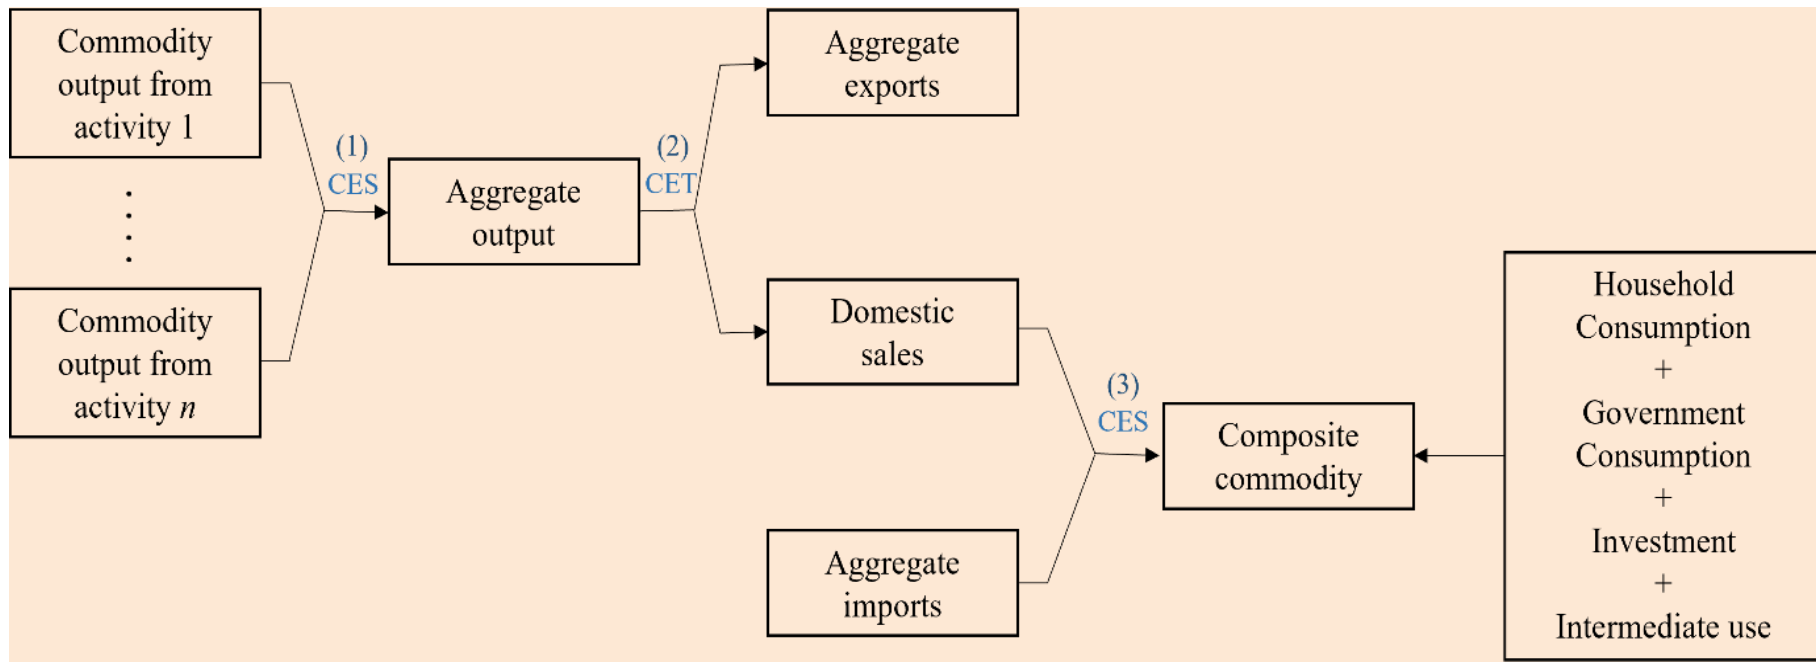 Commodity
output from
activity 1
Commodity
output from
activity n
(1)
CES
Aggregate
output
(2)
CET
Aggregate
exports
Domestic
sales
Aggregate
imports
(3)
CES
Composite
commodity
Household
Consumption
+
Government
Consumption
+
Investment
+
Intermediate use